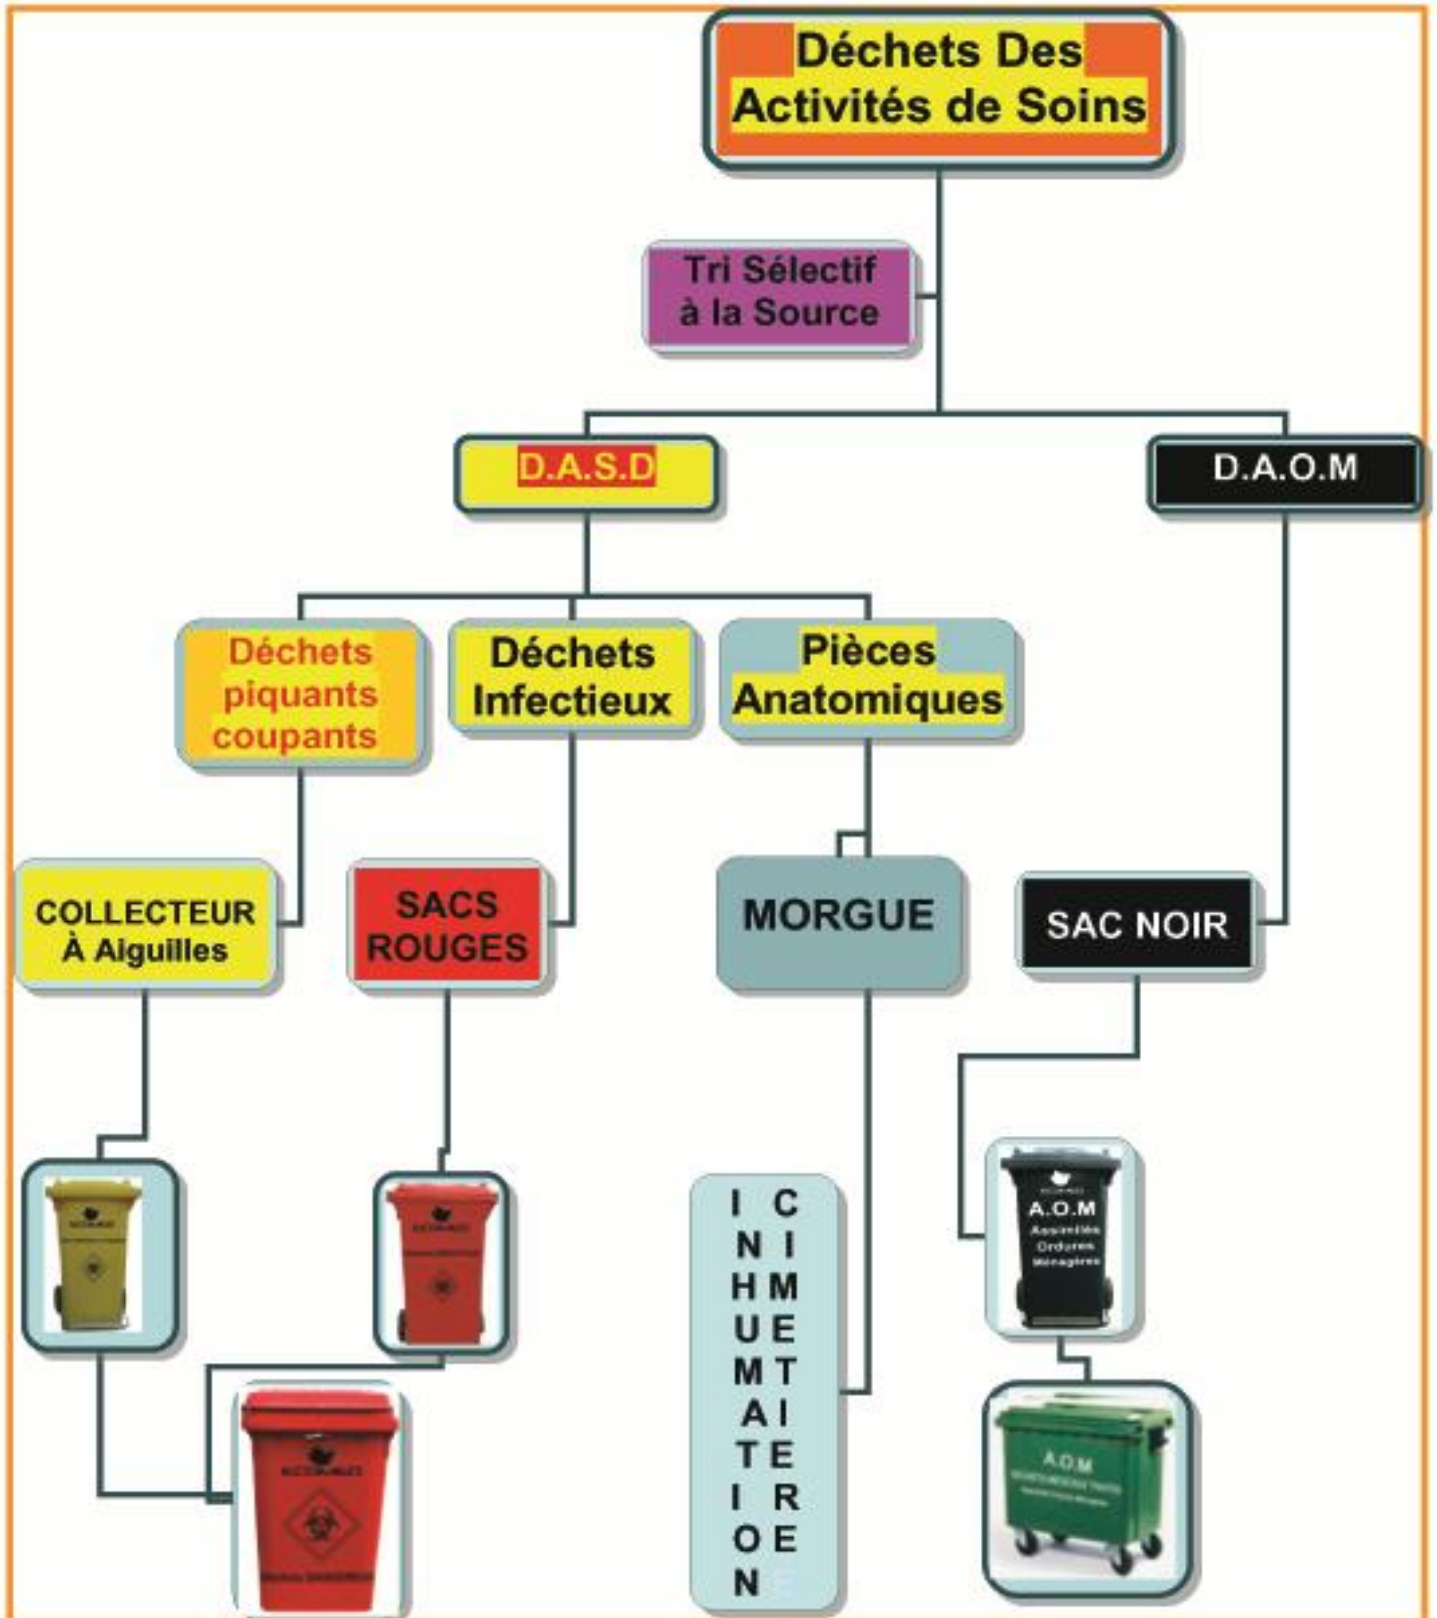 Déchets Des
Activités de Soins
Tri Sélectif
à la Source
D.A.S.D
D.A.O.M
Déchets
piquants
coupants
Déchets
Infectieux
Pièces
Anatomiques
COLLECTEUR
À Aiguilles
SACS
ROUGES
MORGUE
SAC NOIR
INHUMATION
CIMETIERE
A.O.M
Assimilés
Ordures
Ménagères
A.O.M